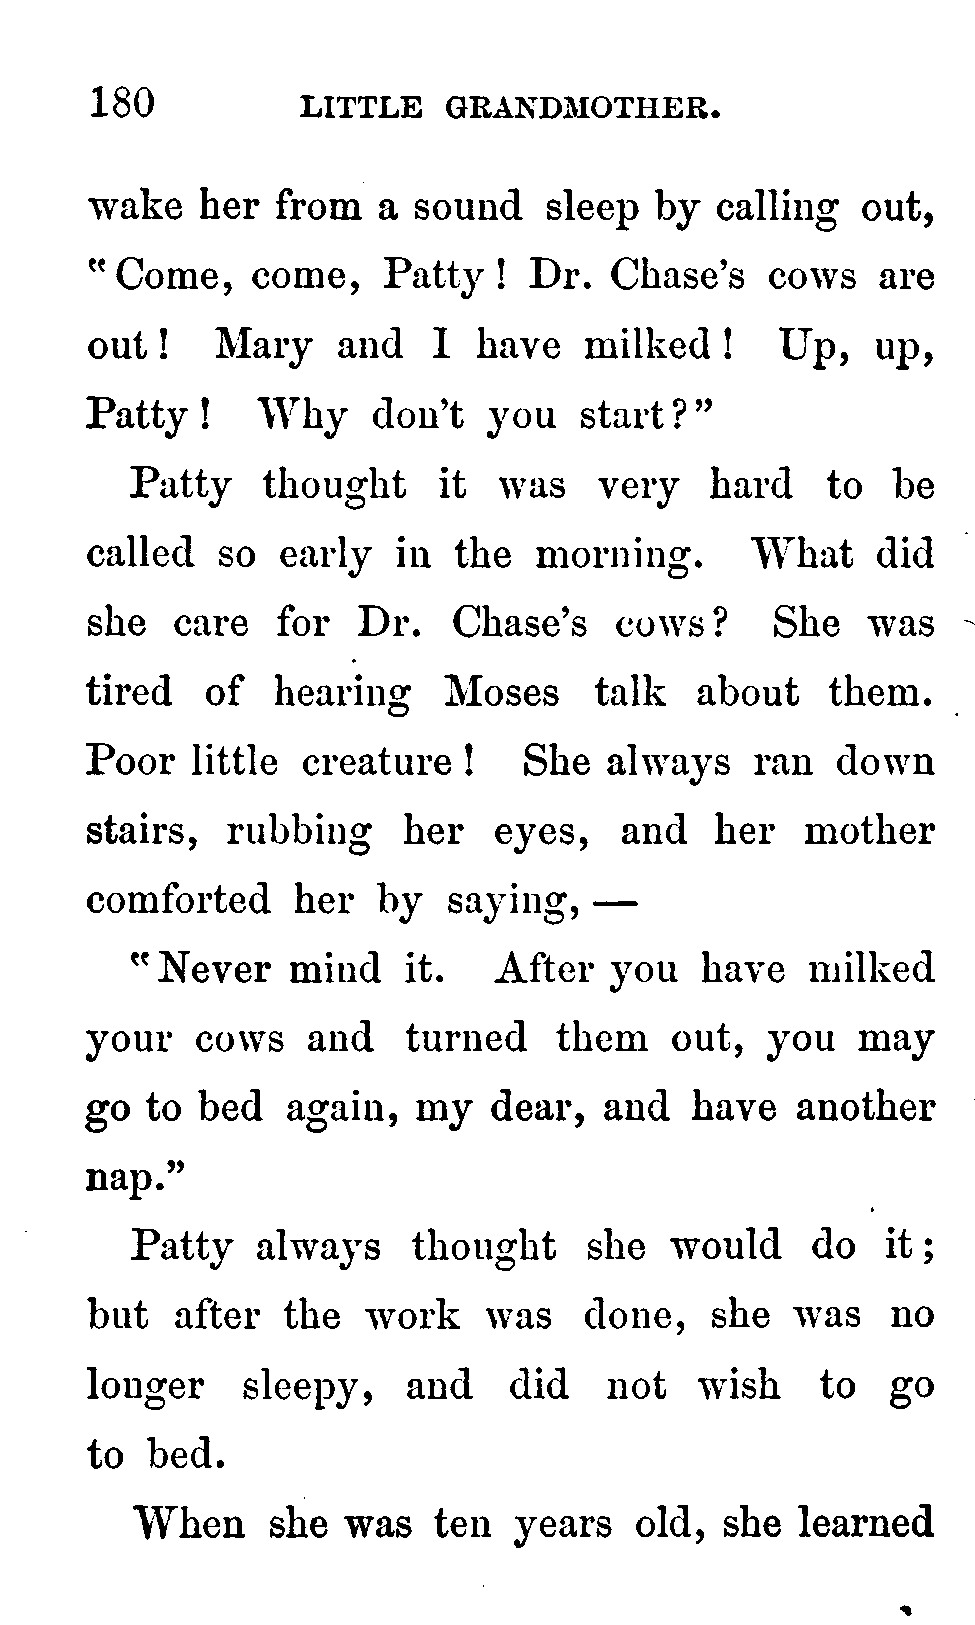 180 LITTLE GRANDMOTHER.
wake her from a sound sleep by calling out,
"Come, come, Patty! Dr. Chase's cows are
out! Mary and I have milked! Up, up,
Patty! Why don't you start?"
Patty thought it was very hard to be
called so early in the morning. What did
she care for Dr. Chase's cows? She was
tired of hearing Moses talk about them.
Poor little creature! She always ran down
stairs, rubbing her eyes, and her mother
comforted her by saying, —
"Never mind it. After you have milked
your cows and turned them out, you may
go to bed again, my dear, and have another
nap."
Patty always thought she would do it;
but after the work was done, she was no
longer sleepy, and did not wish to go
to bed.
When she was ten years old, she learned